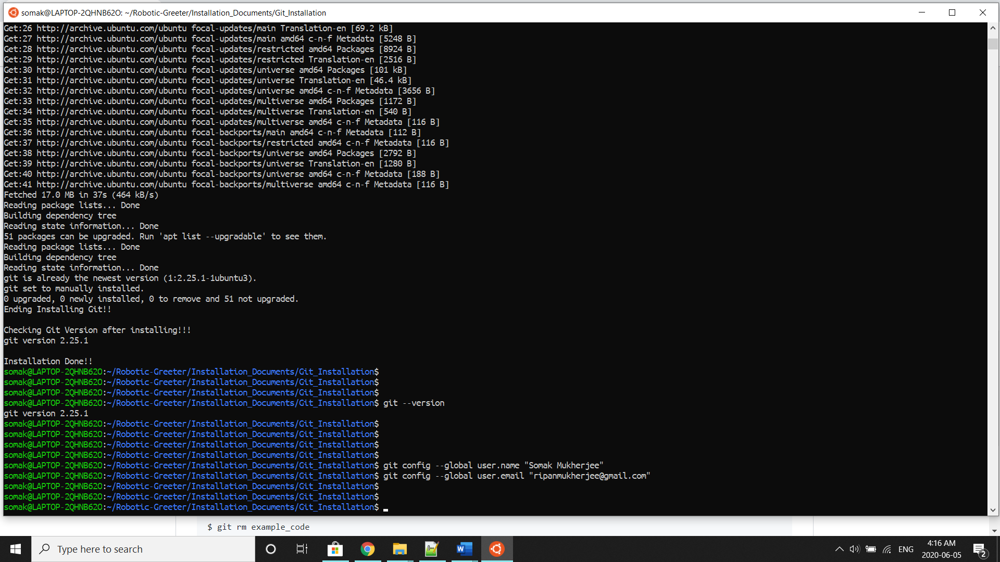 somak@LAPTOP-2QHNB62O: ~/Robotic-Greeter/Installation_Documents/Git_Installation
Get:26 http://archive.ubuntu.com/ubuntu focal-updates/main Translation-en [69.2 kB]
Get:27 http://archive.ubuntu.com/ubuntu focal-updates/main amd64 c-n-f Metadata [5248 B]
Get:28 http://archive.ubuntu.com/ubuntu focal-updates/restricted amd64 Packages [8924 B]
Get:29 http://archive.ubuntu.com/ubuntu focal-updates/restricted Translation-en [2516 B]
Get:30 http://archive.ubuntu.com/ubuntu focal-updates/universe amd64 Packages [101 kB]
Get:31 http://archive.ubuntu.com/ubuntu focal-updates/universe Translation-en [46.4 kB]
Get:32 http://archive.ubuntu.com/ubuntu focal-updates/universe amd64 c-n-f Metadata [3656 B]
Get:33 http://archive.ubuntu.com/ubuntu focal-updates/multiverse amd64 Packages [1172 B]
Get:34 http://archive.ubuntu.com/ubuntu focal-updates/multiverse Translation-en [540 B]
Get:35 http://archive.ubuntu.com/ubuntu focal-updates/multiverse amd64 c-n-f Metadata [116 B]
Get:36 http://archive.ubuntu.com/ubuntu focal-backports/main amd64 c-n-f Metadata [112 B]
Get:37 http://archive.ubuntu.com/ubuntu focal-backports/restricted amd64 c-n-f Metadata [116 B]
Get:38 http://archive.ubuntu.com/ubuntu focal-backports/universe amd64 Packages [2792 B]
Get:39 http://archive.ubuntu.com/ubuntu focal-backports/universe Translation-en [1280 B]
Get:40 http://archive.ubuntu.com/ubuntu focal-backports/universe amd64 c-n-f Metadata [188 B]
Get:41 http://archive.ubuntu.com/ubuntu focal-backports/multiverse amd64 c-n-f Metadata [116 B]
Fetched 17.0 MB in 37s (464 kB/s)
Reading package lists... Done
Building dependency tree
Reading state information... Done
51 packages can be upgraded. Run 'apt list --upgradable' to see them.
Reading package lists... Done
Building dependency tree
Reading state information... Done
git is already the newest version (1:2.25.1-1ubuntu3).
git set to manually installed.
0 upgraded, 0 newly installed, 0 to remove and 51 not upgraded.
Ending Installing Git!!
Checking Git Version after installing!!!
git version 2.25.1
Installation Done!!
somak@LAPTOP-2QHNB62O:~/Robotic-Greeter/Installation_Documents/Git_Installation$
somak@LAPTOP-2QHNB62O:~/Robotic-Greeter/Installation_Documents/Git_Installation$
somak@LAPTOP-2QHNB62O:~/Robotic-Greeter/Installation_Documents/Git_Installation$
somak@LAPTOP-2QHNB62O:~/Robotic-Greeter/Installation_Documents/Git_Installation$ git --version
git version 2.25.1
somak@LAPTOP-2QHNB62O:~/Robotic-Greeter/Installation_Documents/Git_Installation$
somak@LAPTOP-2QHNB62O:~/Robotic-Greeter/Installation_Documents/Git_Installation$
somak@LAPTOP-2QHNB62O:~/Robotic-Greeter/Installation_Documents/Git_Installation$
somak@LAPTOP-2QHNB62O:~/Robotic-Greeter/Installation_Documents/Git_Installation$
somak@LAPTOP-2QHNB62O:~/Robotic-Greeter/Installation_Documents/Git_Installation$ git config --global user.name "Somak Mukherjee"
somak@LAPTOP-2QHNB62O:~/Robotic-Greeter/Installation_Documents/Git_Installation$ git config --global user.email "ripanmukherjee@gmail.com"
somak@LAPTOP-2QHNB62O:~/Robotic-Greeter/Installation_Documents/Git_Installation$
somak@LAPTOP-2QHNB62O:~/Robotic-Greeter/Installation_Documents/Git_Installation$
somak@LAPTOP-2QHNB62O:~/Robotic-Greeter/Installation_Documents/Git_Installation$
$ git rm example_code
Type here to search
ENG
4:16 AM
2020-06-05
2